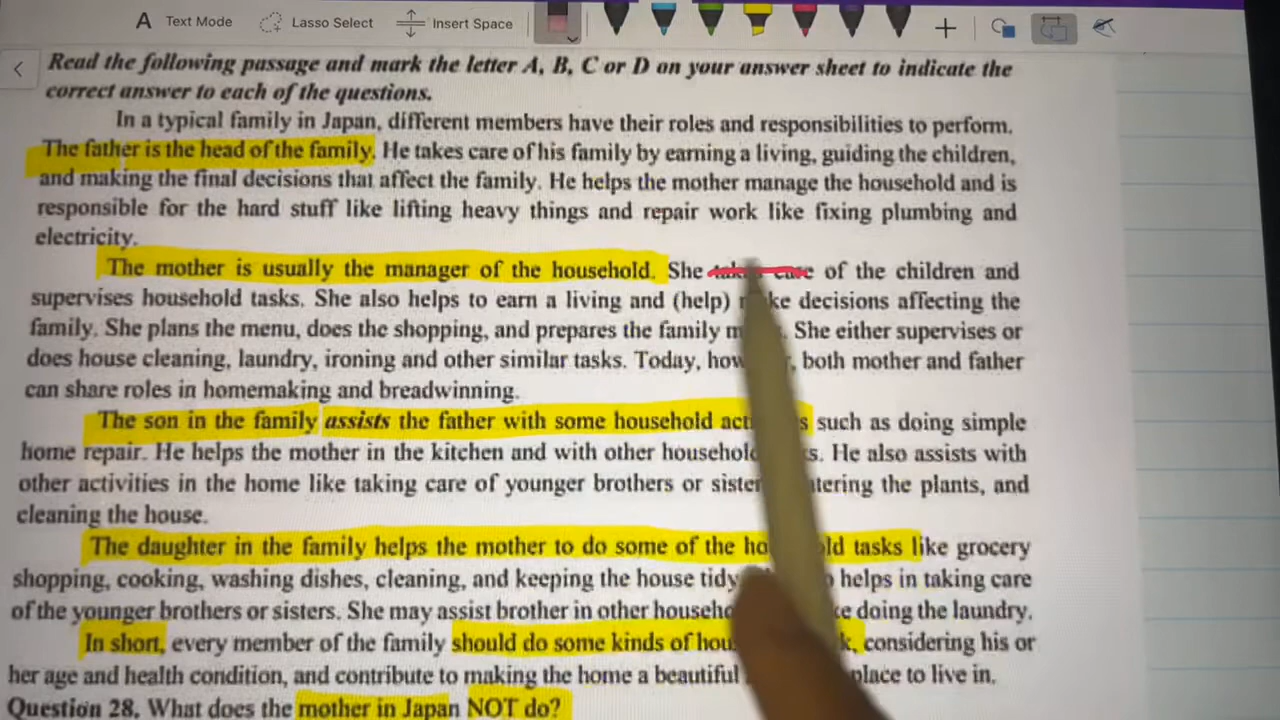 A Text Mode Lasso Select Insert Space
Read the following passage and mark the letter A, B, C or D on your answer sheet to indicate the
correct answer to each of the questions.
In a typical family in Japan, different members have their roles and responsibilities to perform.
The father is the head of the family. He takes care of his family by earning a living, guiding the children,
and making the final decisions that affect the family. He helps the mother manage the household and is
responsible for the hard stuff like lifting heavy things and repair work like fixing plumbing and
electricity.
The mother is usually the manager of the household. She takes care of the children and
supervises household tasks. She also helps to earn a living and (help) make decisions affecting the
family. She plans the menu, does the shopping, and prepares the family She either supervises or
does house cleaning, laundry, ironing and other similar tasks. Today, both mother and father
can share roles in homemaking and breadwinning.
The son in the family assists the father with some household such as doing simple
home repair. He helps the mother in the kitchen and with other household He also assists with
other activities in the home like taking care of younger brothers or the plants, and
cleaning the house.
The daughter in the family helps the mother to do some of the tasks like grocery
shopping, cooking, washing dishes, cleaning, and keeping the house tidy helps in taking care
of the younger brothers or sisters. She may assist brother in other doing the laundry.
In short, every member of the family should do some kinds of considering his or
her age and health condition, and contribute to making the home a beautiful place to live in.
Question 28. What does the mother in Japan NOT do?